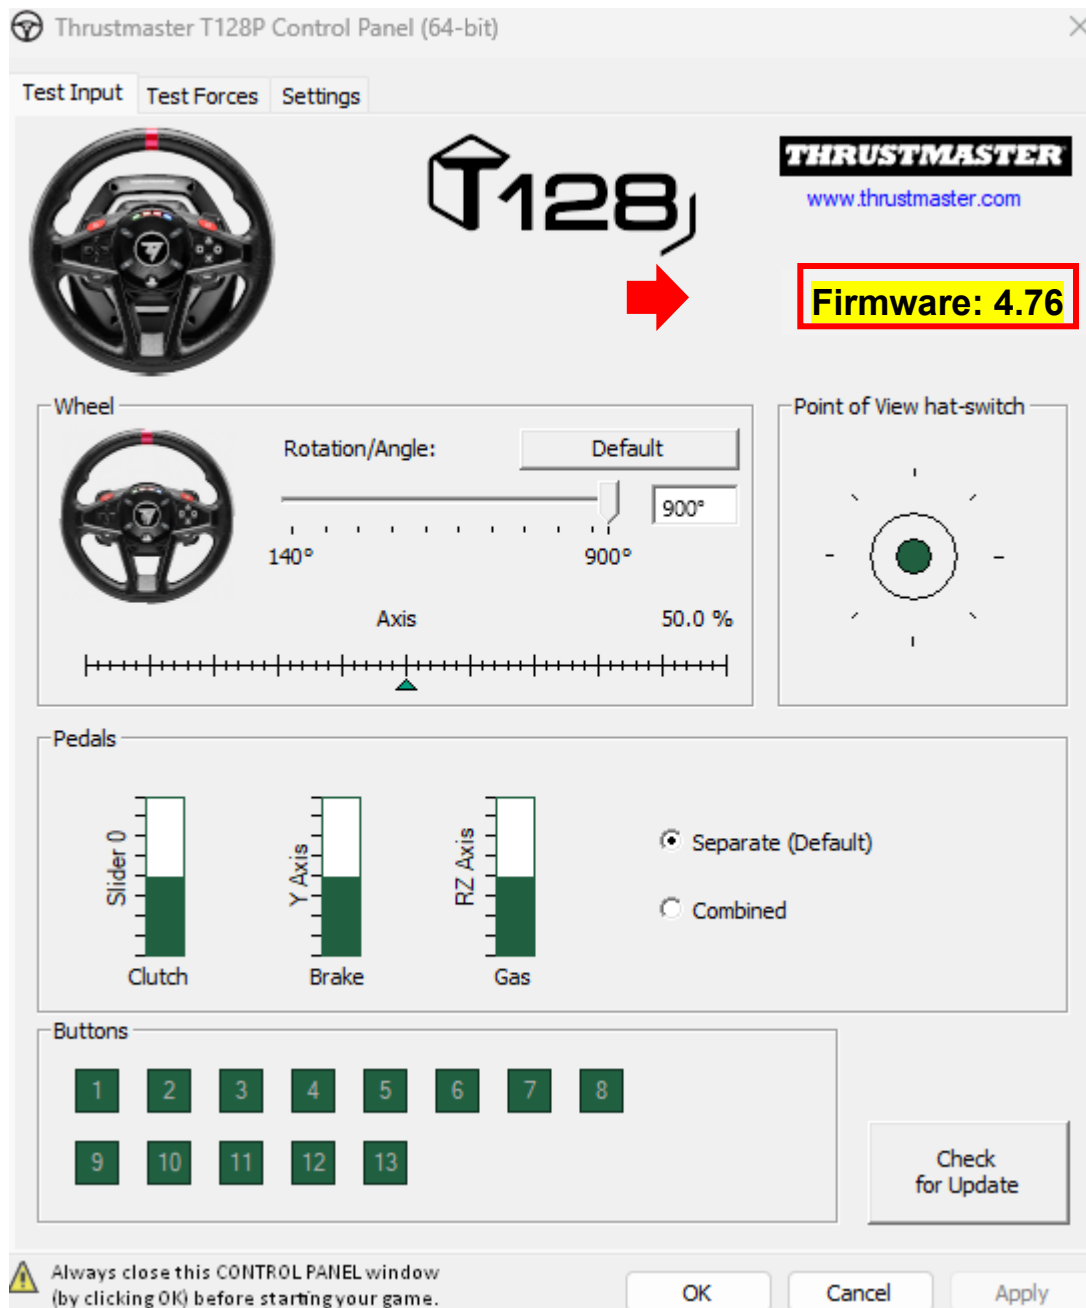 Thrustmaster T128P Control Panel (64-bit)
Test Input Test Forces Settings
T128
THRUSTMASTER
www.thrustmaster.com
Firmware: 4.76
Wheel
Rotation/Angle:
Default
900°
140°
900°
Axis
50.0 %
Point of View hat-switch
Pedals
Slider 0
Clutch
Y Axis
Brake
RZ Axis
Gas
Separate (Default)
Combined
Buttons
1 2 3 4 5 6 7 8
9 10 11 12 13
Check
for Update
Always close this CONTROL PANEL window
(by clicking OK) before starting your game.
OK
Cancel
Apply